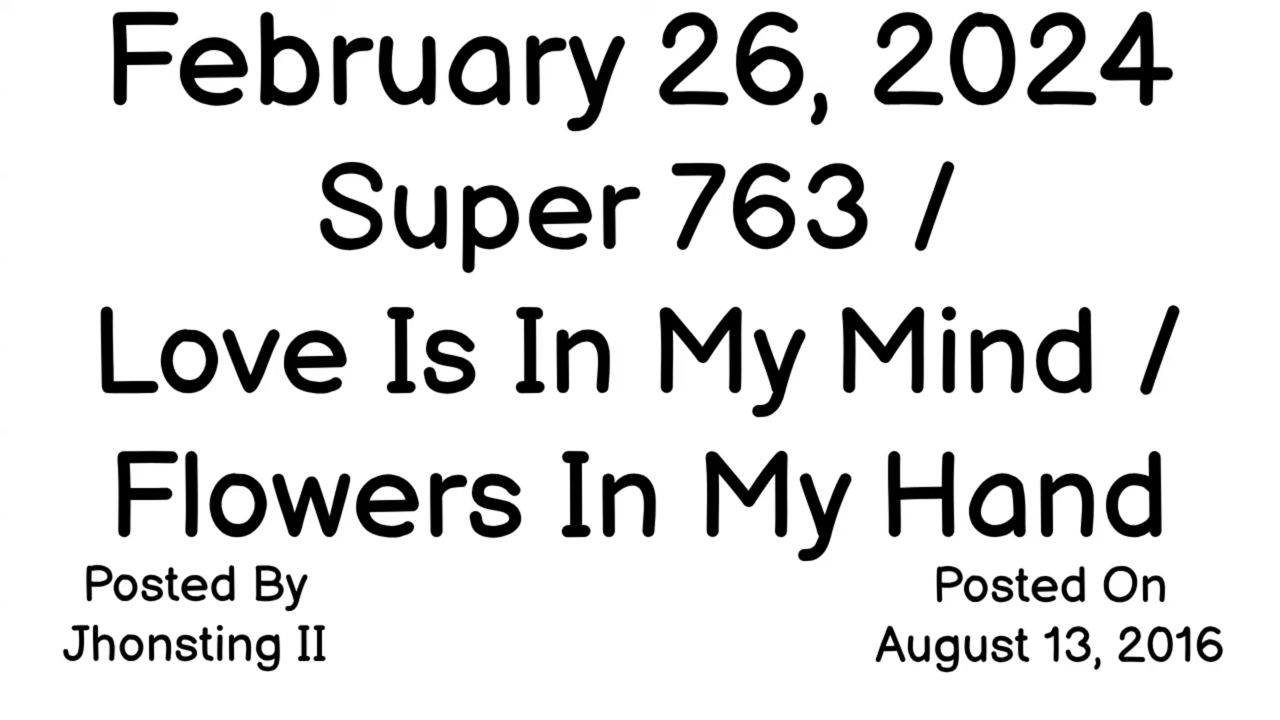 February 26, 2024
Super 763 /
Love Is In My Mind /
Flowers In My Hand
Posted By
Jhonsting II
Posted On
August 13, 2016